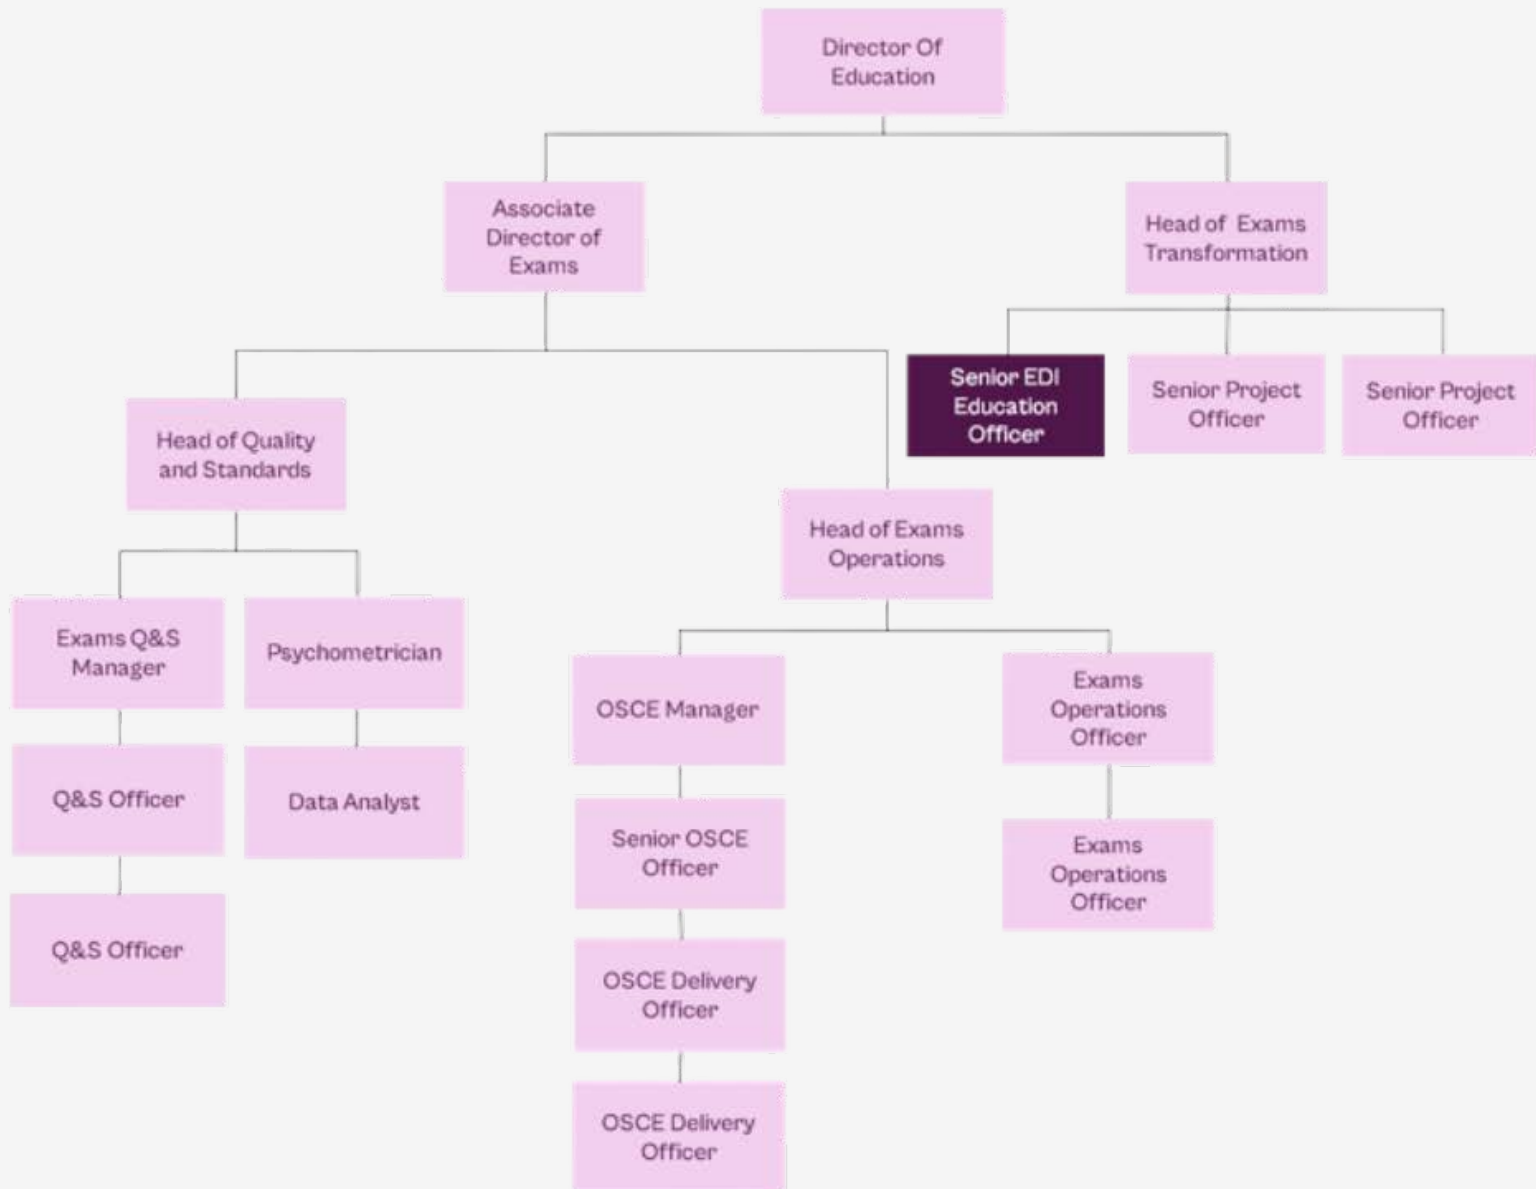 Director Of
Education
Associate
Director of
Exams
Head of Exams
Transformation
Senior EDI
Education
Officer
Senior Project
Officer
Senior Project
Officer
Head of Quality
and Standards
Head of Exams
Operations
Exams Q&S
Manager
Psychometrician
OSCE Manager
Exams
Operations
Officer
Q&S Officer
Data Analyst
Senior OSCE
Officer
Exams
Operations
Officer
Q&S Officer
OSCE Delivery
Officer
OSCE Delivery
Officer